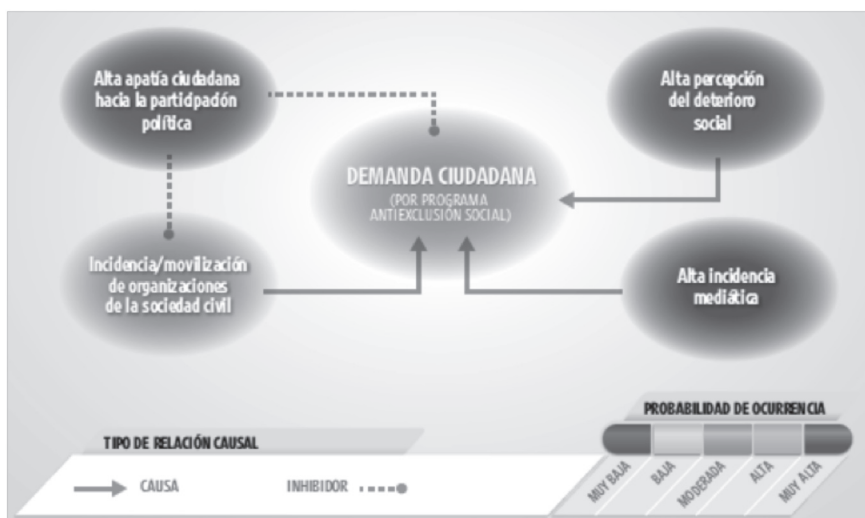 Alta apatía ciudadana
hacia la participación
política
Alta percepción
del deterioro
social
DEMANDA CIUDADANA
(POR PROGRAMA
ANTIEXCLUSIÓN SOCIAL)
Incidencia/movilización
de organizaciones
de la sociedad civil
Alta incidencia
mediática
PROBABILIDAD DE OCURRENCIA
TIPO DE RELACIÓN CAUSAL
CAUSA
INHIBIDOR
MUY BAJA
BAJA
MODERADA
ALTA
MUY ALTA